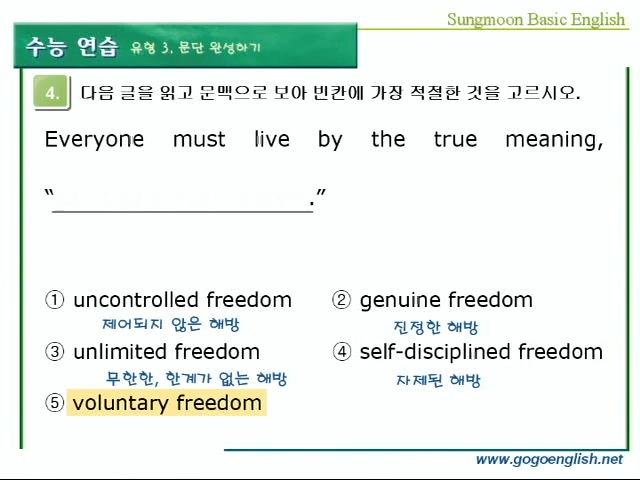 Sungmoon Basic English
수능 연습 유형 3. 문단 완성하기
4. 다음 글을 읽고 문맥으로 보아 빈칸에 가장 적절한 것을 고르시오.
Everyone must live by the true meaning,
“____________________.”
① uncontrolled freedom ② genuine freedom
제어되지 않은 해방 진정한 해방
③ unlimited freedom ④ self-disciplined freedom
무한한, 한계가 없는 해방 자제된 해방
⑤ voluntary freedom
www.gogoenglish.net